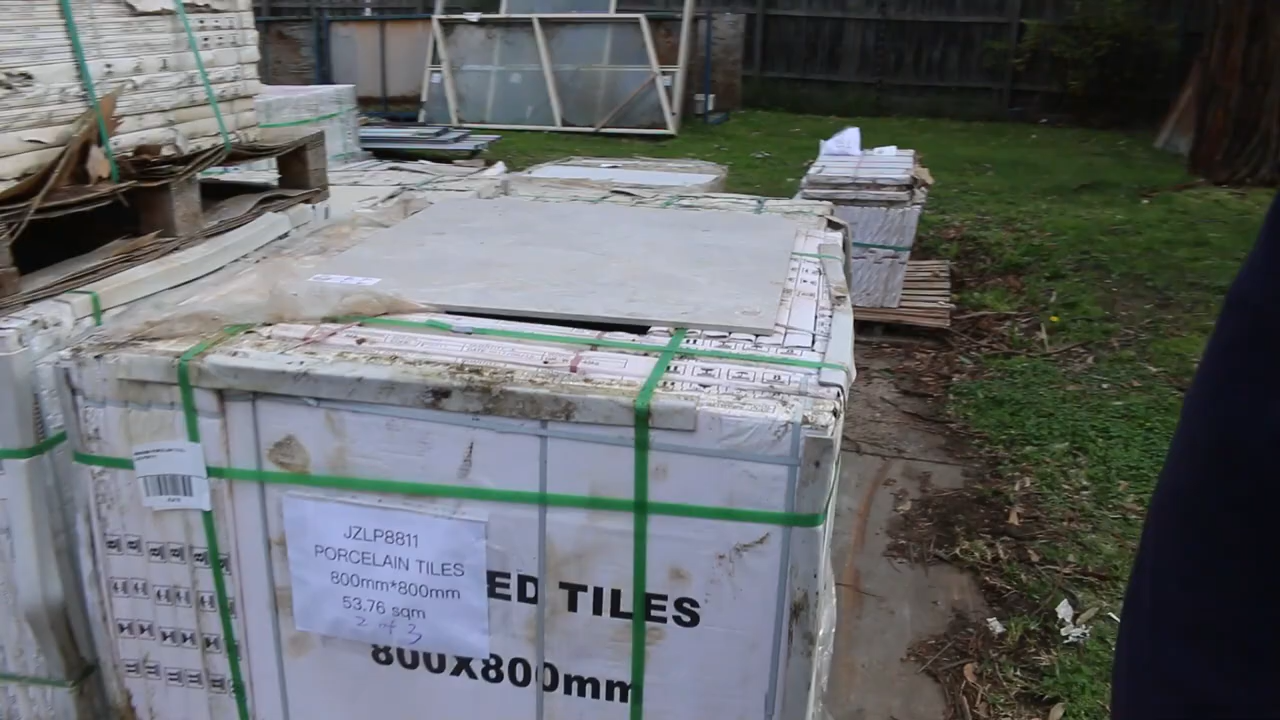 JZLP8811
PORCELAIN TILES
800mm*800mm
53.76 sqm
2 of 3
ED TILES
800X800mm